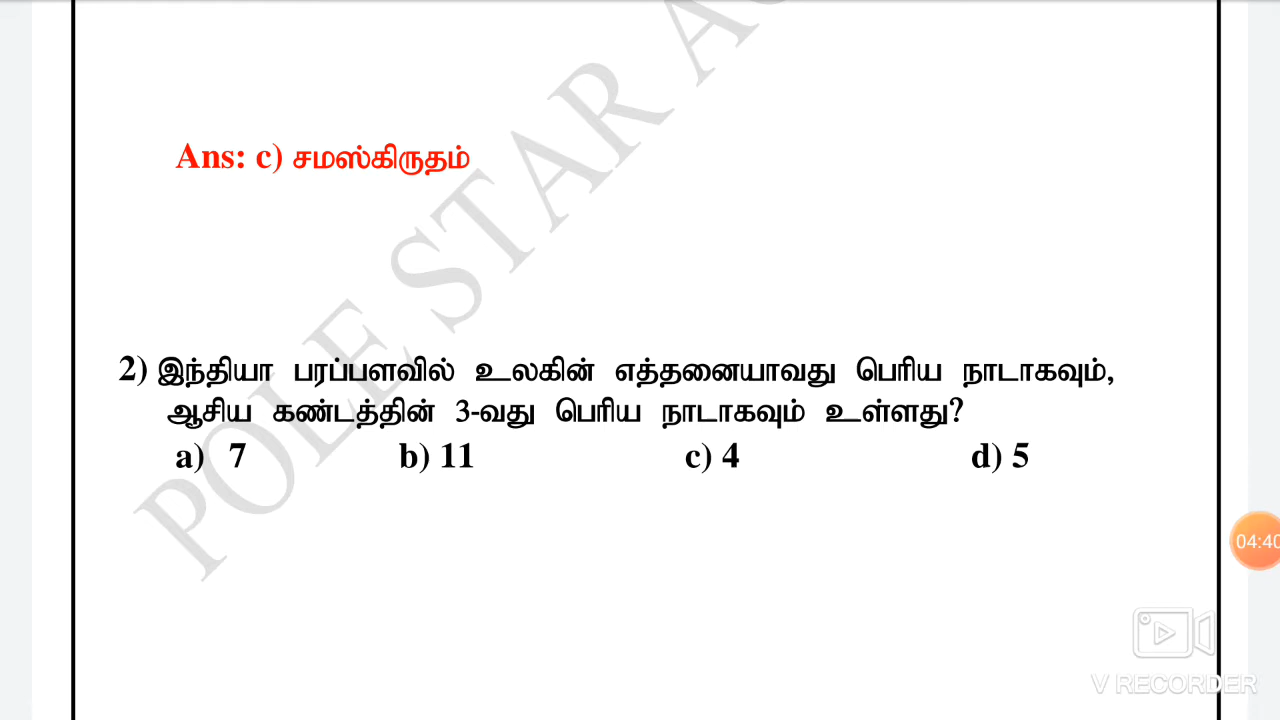 Ans: c) சமஸ்கிருதம்
2) இந்தியா பரப்பளவில் உலகின் எத்தனையாவது பெரிய நாடாகவும்,
ஆசிய கண்டத்தின் 3-வது பெரிய நாடாகவும் உள்ளது?
a) 7 b) 11 c) 4 d) 5
POLE STAR A
04:40
V RECORDER